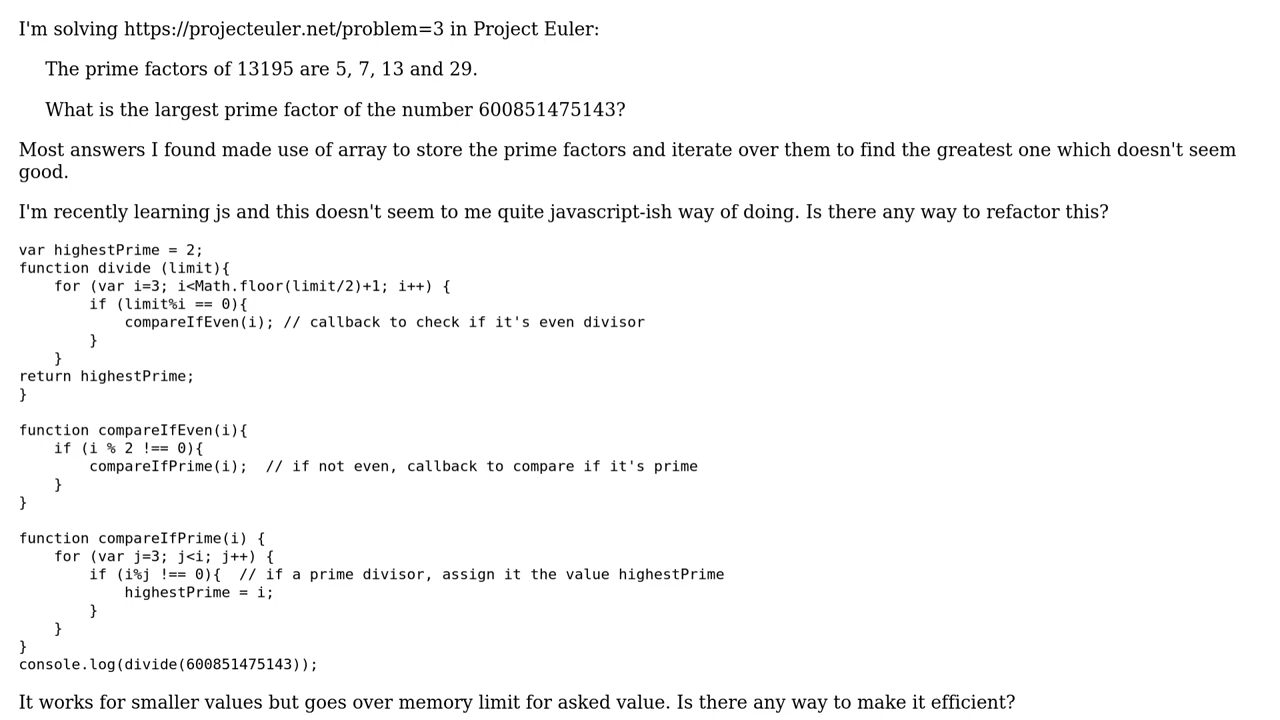 I'm solving https://projecteuler.net/problem=3 in Project Euler:
The prime factors of 13195 are 5, 7, 13 and 29.
What is the largest prime factor of the number 600851475143?
Most answers I found made use of array to store the prime factors and iterate over them to find the greatest one which doesn't seem
good.
I'm recently learning js and this doesn't seem to me quite javascript-ish way of doing. Is there any way to refactor this?
var highestPrime = 2;
function divide (limit){
    for (var i=3; i<Math.floor(limit/2)+1; i++) {
        if (limit%i == 0){
            compareIfEven(i); // callback to check if it's even divisor
        }
    }
return highestPrime;
}
function compareIfEven(i){
    if (i % 2 !== 0){
        compareIfPrime(i);  // if not even, callback to compare if it's prime
    }
}
function compareIfPrime(i) {
    for (var j=3; j<i; j++) {
        if (i%j !== 0){  // if a prime divisor, assign it the value highestPrime
            highestPrime = i;
        }
    }
}
console.log(divide(600851475143));
It works for smaller values but goes over memory limit for asked value. Is there any way to make it efficient?